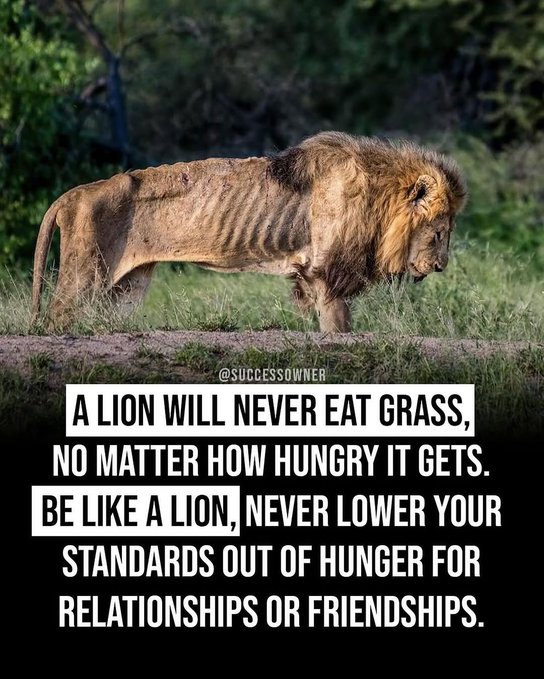 @SUCCESSOWNER
A LION WILL NEVER EAT GRASS,
NO MATTER HOW HUNGRY IT GETS.
BE LIKE A LION, NEVER LOWER YOUR
STANDARDS OUT OF HUNGER FOR
RELATIONSHIPS OR FRIENDSHIPS.